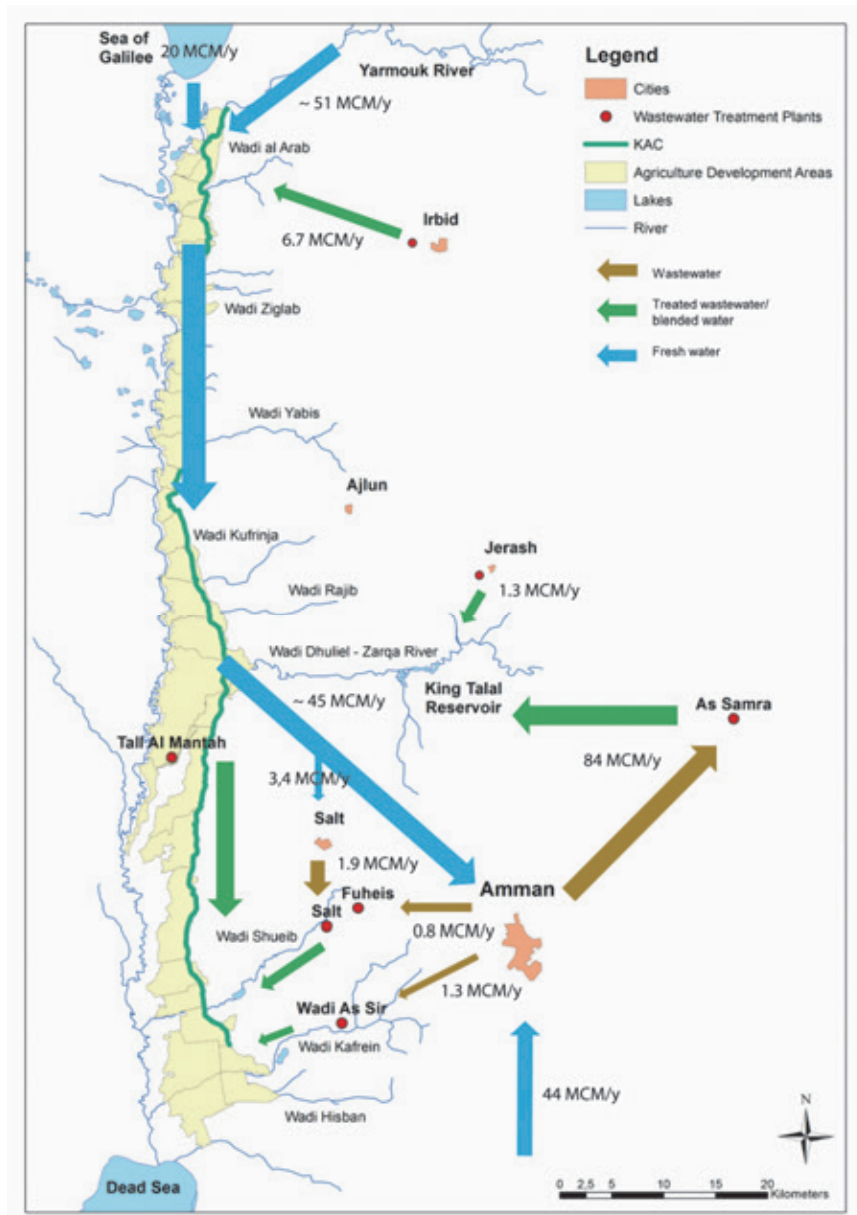 Sea of
Galilee
20 MCM/y
Yarmouk River
~ 51 MCM/y
Wadi al Arab
Irbid
6.7 MCM/y
Wadi Ziglab
Wadi Yabis
Ajlun
Wadi Kufrinja
Jerash
1.3 MCM/y
Wadi Rajib
Wadi Dhuliel - Zarqa River
King Talal
Reservoir
~ 45 MCM/y
As Samra
Tall Al Mantah
84 MCM/y
3,4 MCM/y
Salt
1.9 MCM/y
Amman
Fuheis
Salt
0.8 MCM/y
Wadi Shueib
1.3 MCM/y
Wadi As Sir
Wadi Kafrein
44 MCM/y
Wadi Hisban
Dead Sea
Legend
Cities
Wastewater Treatment Plants
KAC
Agriculture Development Areas
Lakes
River
Wastewater
Treated wastewater/
blended water
Fresh water
N
0 2,5 5 10 15 20
Kilometers